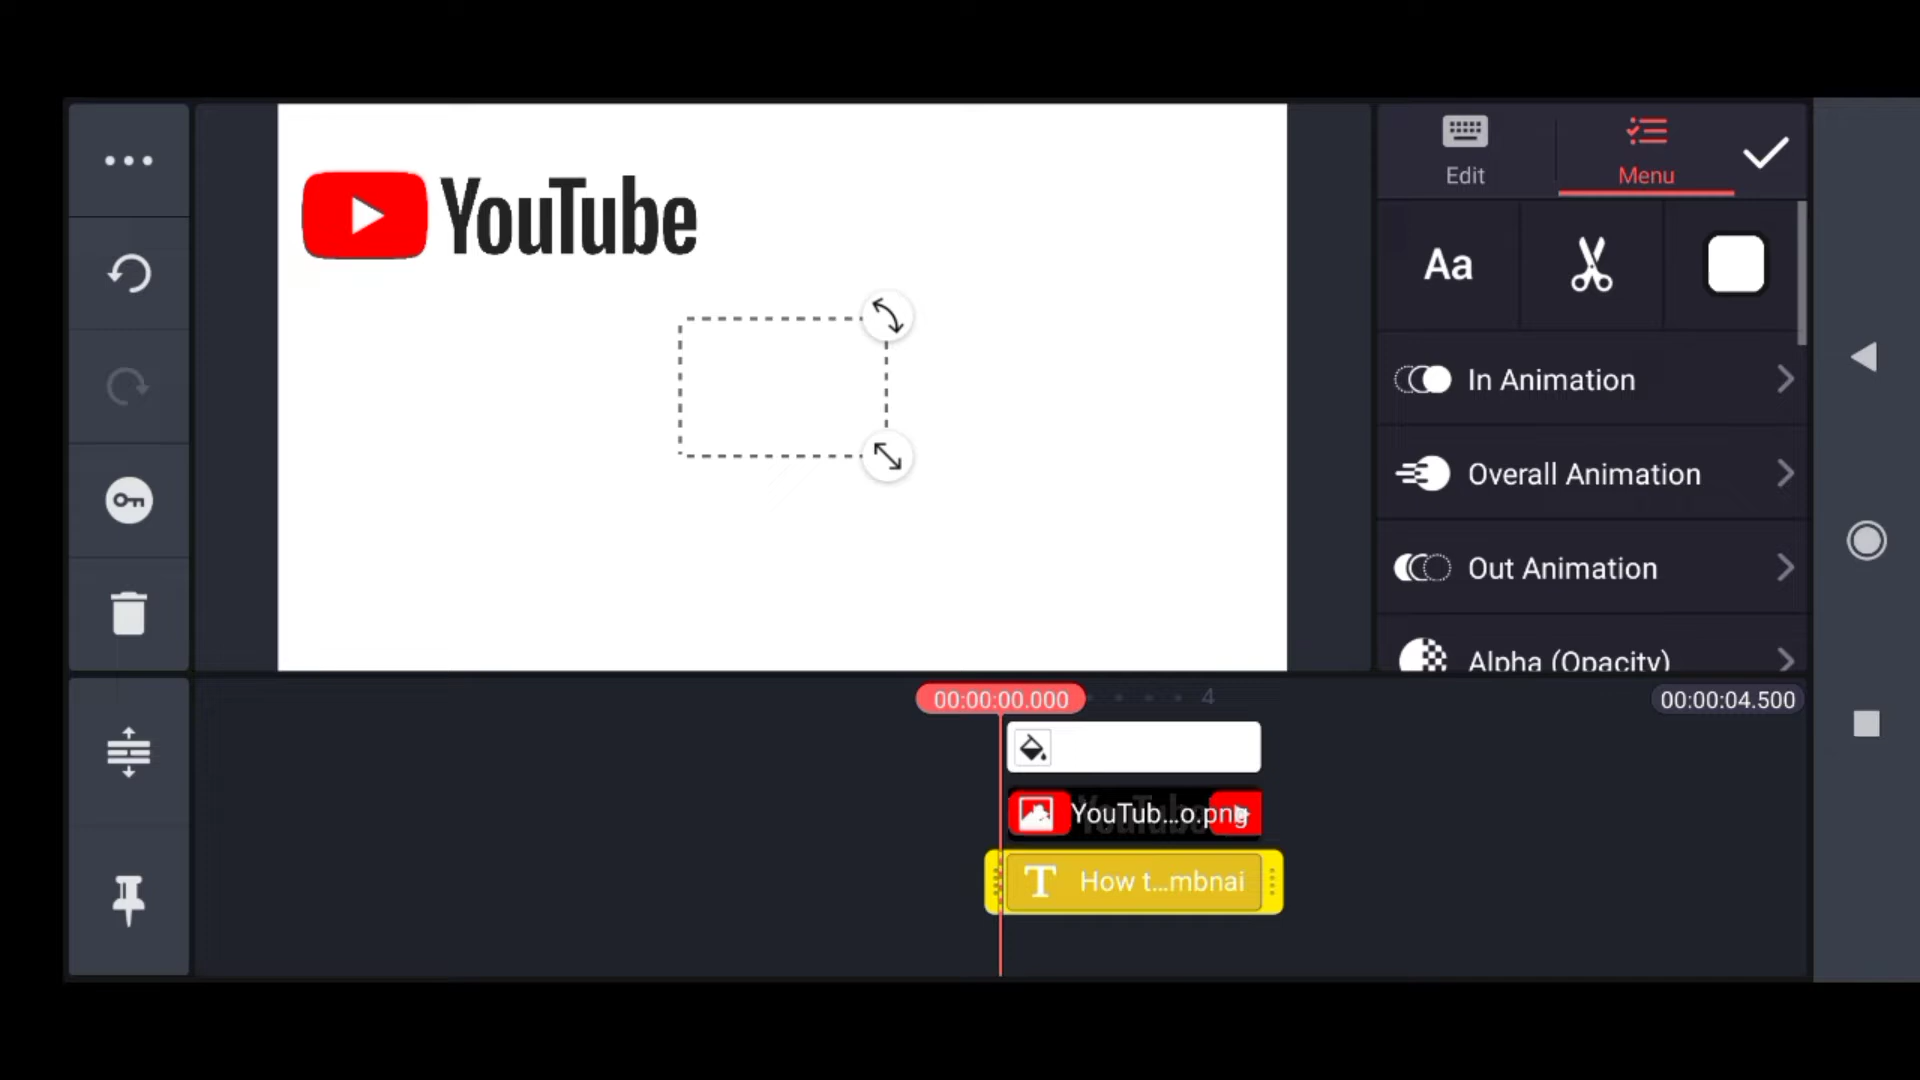 Edit
Menu
YouTube
Aa
In Animation
Overall Animation
Out Animation
Alpha (Opacity)
00:00:00.000
4
00:00:04.500
YouTub...o.png
T
How t...mbnai